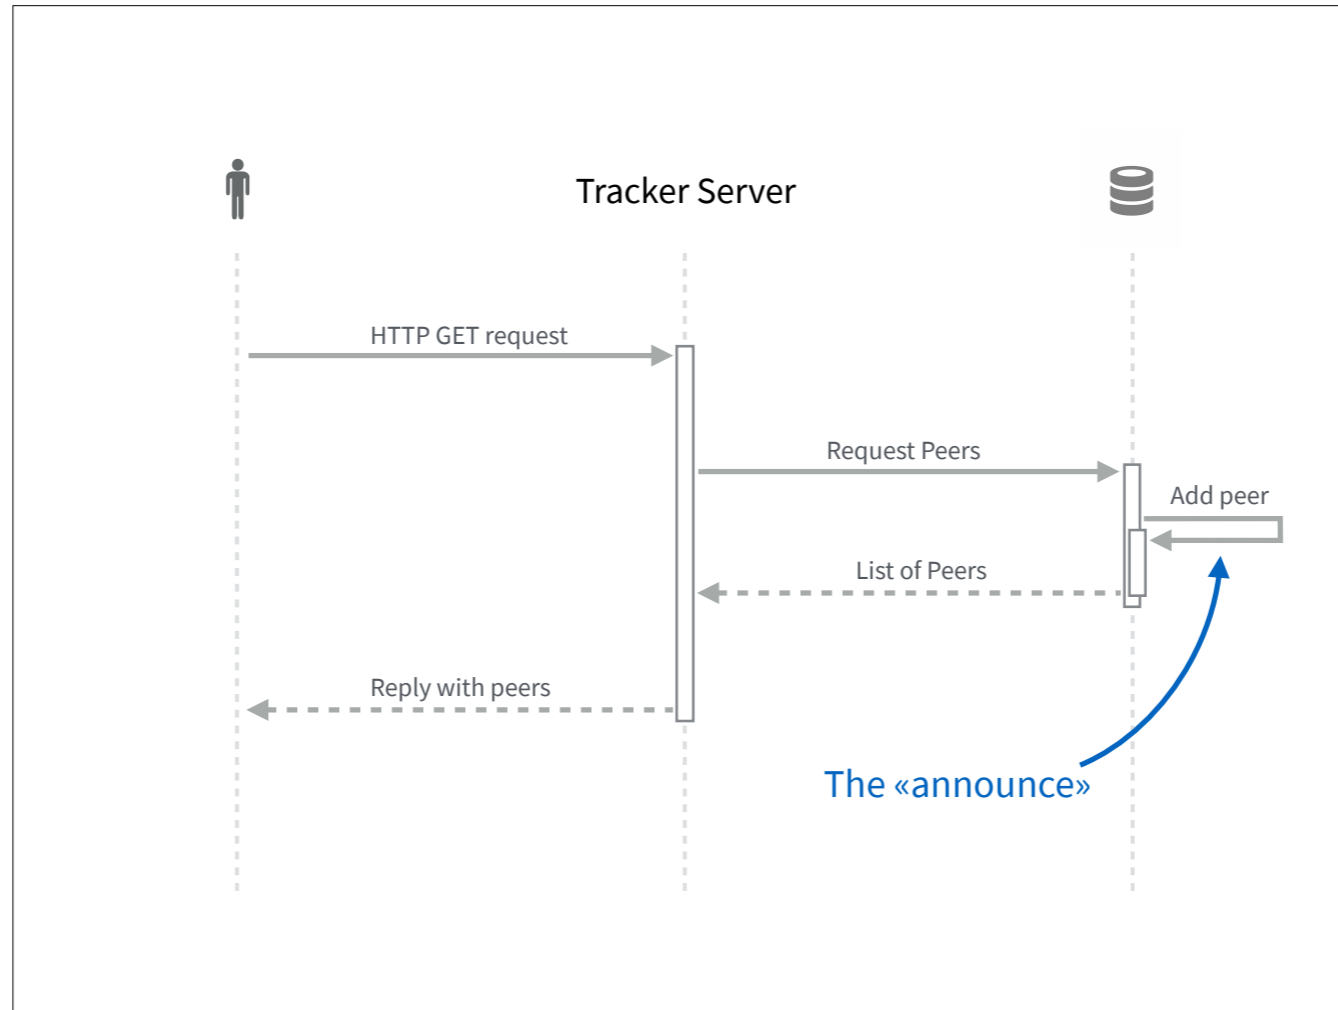 Tracker Server
HTTP GET request
Request Peers
Add peer
List of Peers
Reply with peers
The «announce»